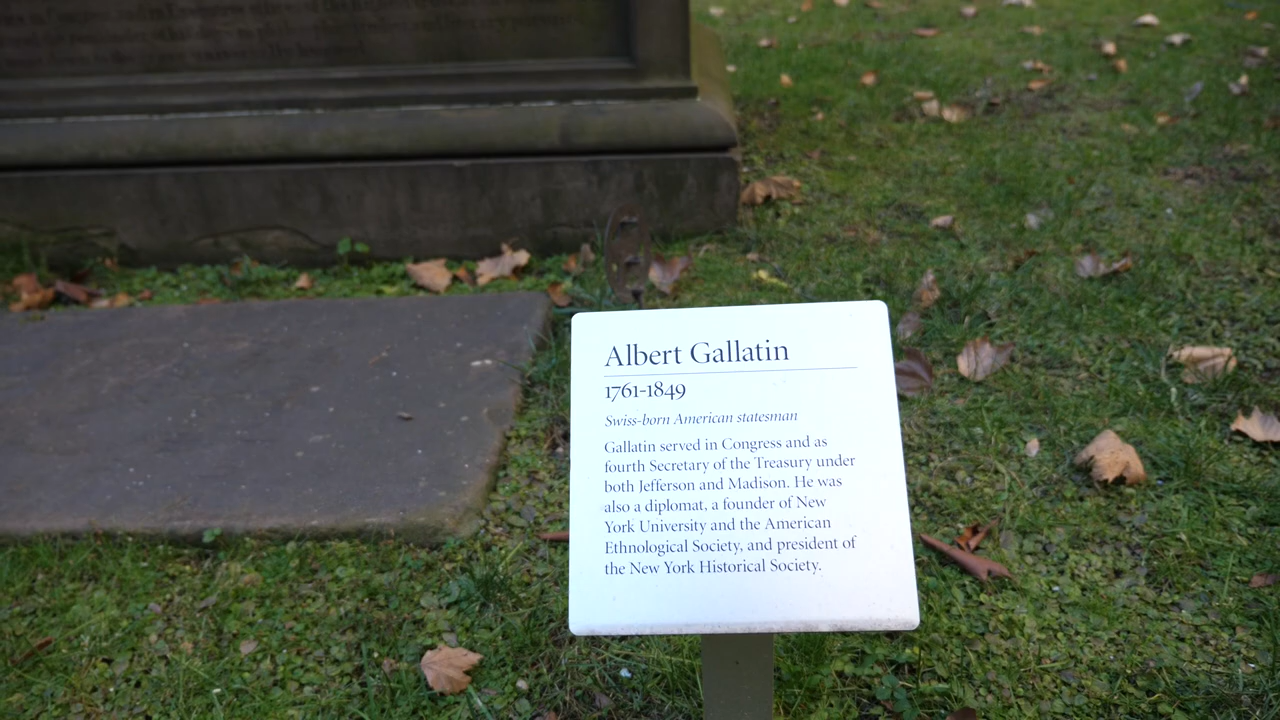 Albert Gallatin
1761-1849
Swiss-born American statesman
Gallatin served in Congress and as
fourth Secretary of the Treasury under
both Jefferson and Madison. He was
also a diplomat, a founder of New
York University and the American
Ethnological Society, and president of
the New York Historical Society.